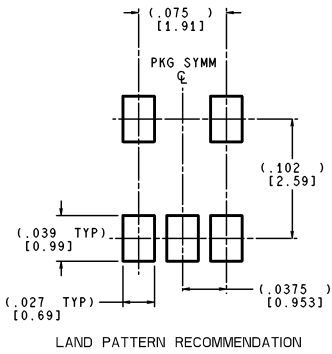 (.075 )
[1.91]
PKG SYMM
℄
(.102 )
[2.59]
(.039 TYP)
[0.99]
(.027 TYP)
[0.69]
(.0375 )
[0.953]
LAND PATTERN RECOMMENDATION